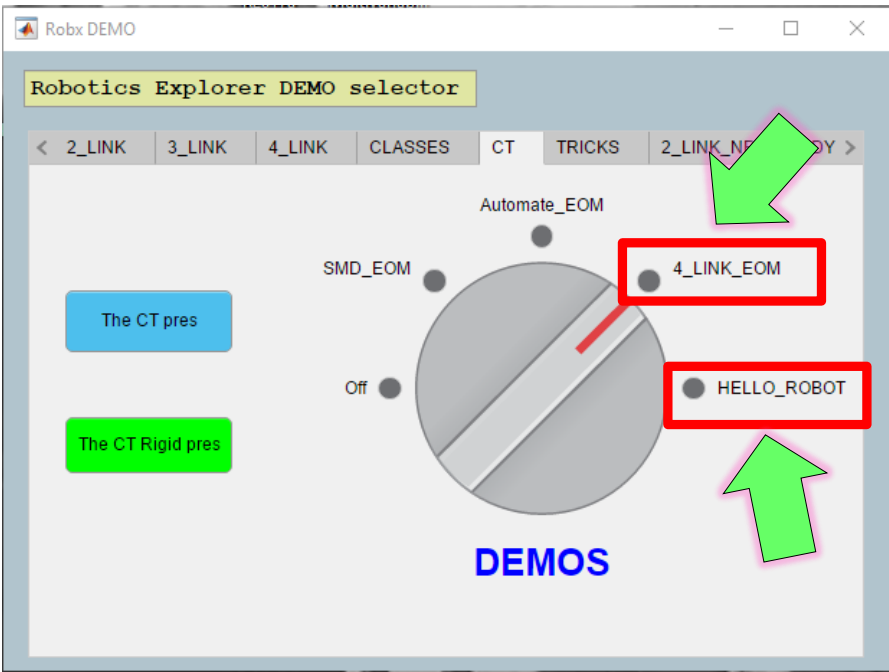 Robx DEMO
Robotics Explorer DEMO selector
2_LINK 3_LINK 4_LINK CLASSES CT TRICKS
Automate_EOM
SMD_EOM 4_LINK_EOM
The CT pres
Off HELLO_ROBOT
The CT Rigid pres
DEMOS